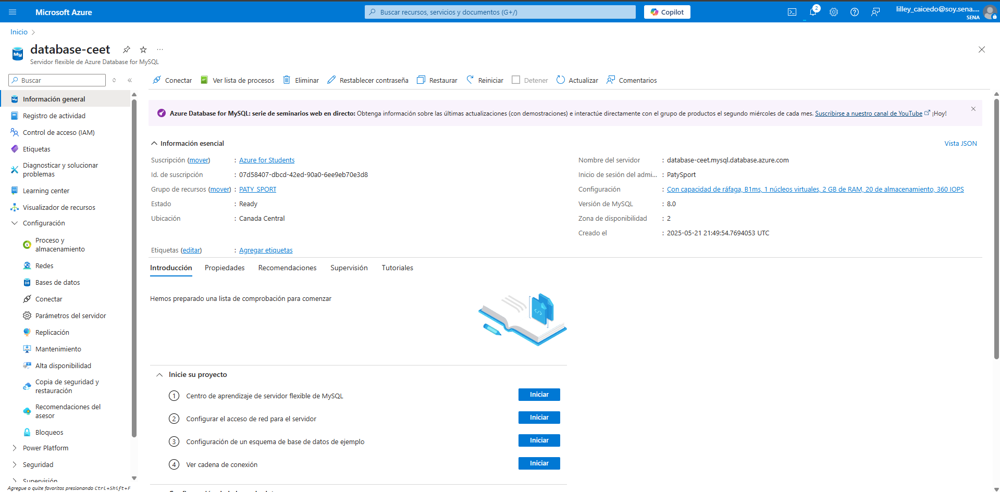 Microsoft Azure
Buscar recursos, servicios y documentos (G+/)
Copilot
2
lilley_caicedo@soy.sena....
SENA
Inicio
database-ceet
Servidor flexible de Azure Database for MySQL
Buscar
Conectar
Ver lista de procesos
Eliminar
Restablecer contraseña
Restaurar
Reiniciar
Detener
Actualizar
Comentarios
Información general
Registro de actividad
Control de acceso (IAM)
Etiquetas
Diagnosticar y solucionar
problemas
Learning center
Visualizador de recursos
Configuración
Proceso y
almacenamiento
Redes
Bases de datos
Conectar
Parámetros del servidor
Replicación
Mantenimiento
Alta disponibilidad
Copia de seguridad y
restauración
Recomendaciones del
asesor
Bloqueos
Power Platform
Seguridad
Supervisión
Agregue o quite favoritos presionando Ctrl+Shift+F
Azure Database for MySQL: serie de seminarios web en directo: Obtenga información sobre las últimas actualizaciones (con demostraciones) e interactúe directamente con el grupo de productos el segundo miércoles de cada mes. Suscribirse a nuestro canal de YouTube ¡Hoy!
Información esencial
Vista JSON
Suscripción (mover) : Azure for Students
Id. de suscripción : 07d58407-dbcd-42ed-90a0-6ee9eb70e3d8
Grupo de recursos (mover) : PATY_SPORT
Estado : Ready
Ubicación : Canada Central
Nombre del servidor : database-ceet.mysql.database.azure.com
Inicio de sesión del admi... : PatySport
Configuración : Con capacidad de ráfaga, B1ms, 1 núcleos virtuales, 2 GB de RAM, 20 de almacenamiento, 360 IOPS
Versión de MySQL : 8.0
Zona de disponibilidad : 2
Creado el : 2025-05-21 21:49:54.7694053 UTC
Etiquetas (editar) : Agregar etiquetas
Introducción
Propiedades
Recomendaciones
Supervisión
Tutoriales
Hemos preparado una lista de comprobación para comenzar
Inicie su proyecto
1 Centro de aprendizaje de servidor flexible de MySQL Iniciar
2 Configurar el acceso de red para el servidor Iniciar
3 Configuración de un esquema de base de datos de ejemplo Iniciar
4 Ver cadena de conexión Iniciar